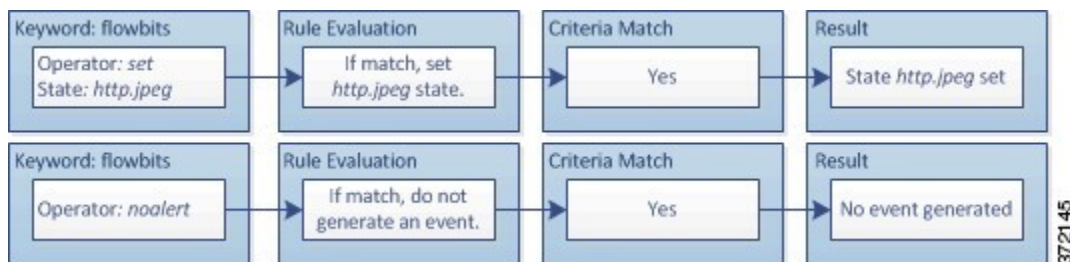 Keyword: flowbits
Operator: set
State: http.jpeg
Rule Evaluation
If match, set
http.jpeg state.
Criteria Match
Yes
Result
State http.jpeg set
Keyword: flowbits
Operator: noalert
Rule Evaluation
If match, do not
generate an event.
Criteria Match
Yes
Result
No event generated
372145